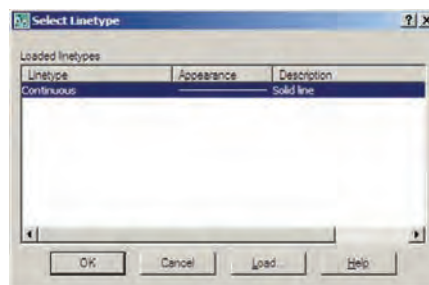 Select Linetype
Loaded linetypes
Linetype Appearance Description
Continuous Solid line
OK Cancel Load... Help